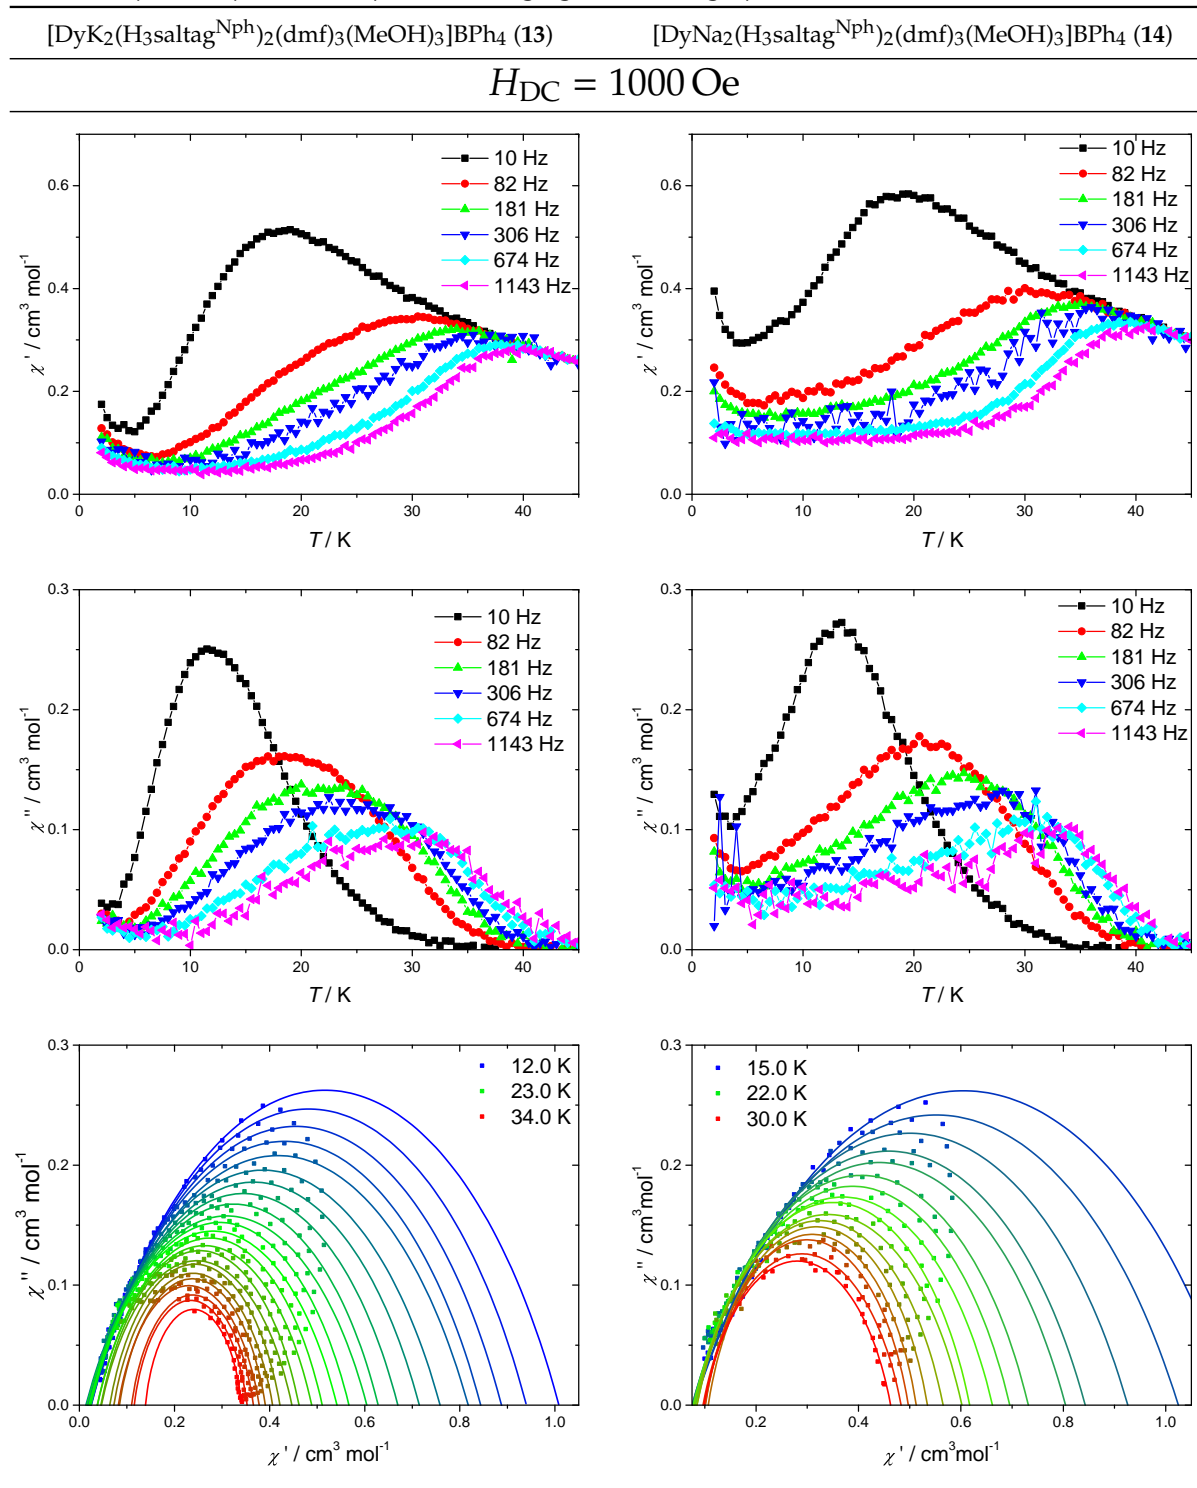 [DyK2(H3saltagNph)2(dmf)3(MeOH)3]BPh4 (13) [DyNa2(H3saltagNph)2(dmf)3(MeOH)3]BPh4 (14)
HDC = 1000 Oe
10 Hz
82 Hz
181 Hz
306 Hz
674 Hz
1143 Hz
0.6
0.4
0.2
0.0
χ' / cm3 mol-1
0 10 20 30 40
T / K
10 Hz
82 Hz
181 Hz
306 Hz
674 Hz
1143 Hz
0.6
0.4
0.2
0.0
χ' / cm3 mol-1
0 10 20 30 40
T / K
10 Hz
82 Hz
181 Hz
306 Hz
674 Hz
1143 Hz
0.3
0.2
0.1
0.0
χ'' / cm3 mol-1
0 10 20 30 40
T / K
10 Hz
82 Hz
181 Hz
306 Hz
674 Hz
1143 Hz
0.3
0.2
0.1
0.0
χ'' / cm3 mol-1
0 10 20 30 40
T / K
12.0 K
23.0 K
34.0 K
0.3
0.2
0.1
0.0
χ'' / cm3 mol-1
0.0 0.2 0.4 0.6 0.8 1.0
χ' / cm3 mol-1
15.0 K
22.0 K
30.0 K
0.3
0.2
0.1
0.0
χ'' / cm3 mol-1
0.2 0.4 0.6 0.8 1.0
χ' / cm3mol-1